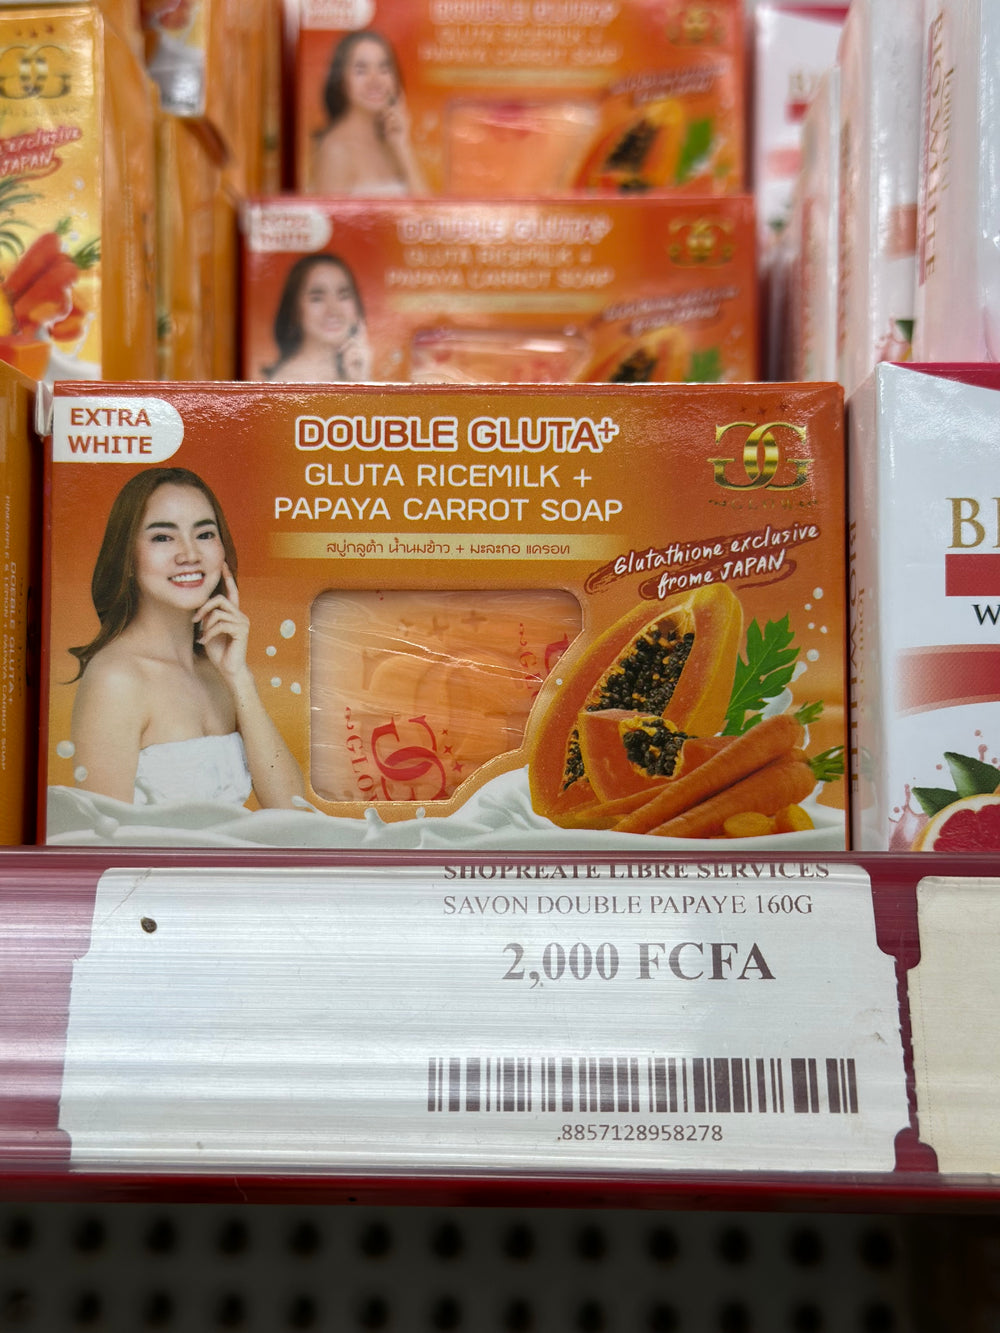 EXTRA
WHITE
DOUBLE GLUTA+
GLUTA RICEMILK +
PAPAYA CARROT SOAP
สบู่กลูต้า น้ำนมข้าว + มะละกอ แครอท
Glutathione exclusive
frome JAPAN
SHOPREATE LIBRE SERVICES
SAVON DOUBLE PAPAYE 160G
2,000 FCFA
.8857128958278
EXTRA
WHITE
DOUBLE GLUTA+
GLUTA RICEMILK +
PAPAYA CARROT SOAP
DOUBLE GLUTA+
GLUTA RICEMILK +
PAPAYA CARROT SOAP
exclusive
JAPAN